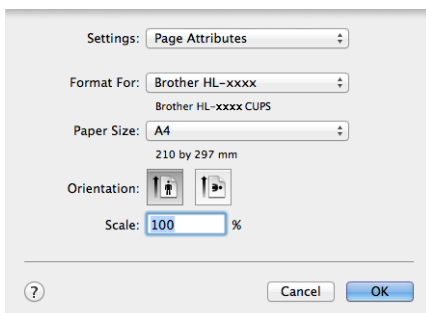 Settings: Page Attributes
Format For: Brother HL-xxxx
Brother HL-xxxx CUPS
Paper Size: A4
210 by 297 mm
Orientation:
Scale: 100 %
? Cancel OK